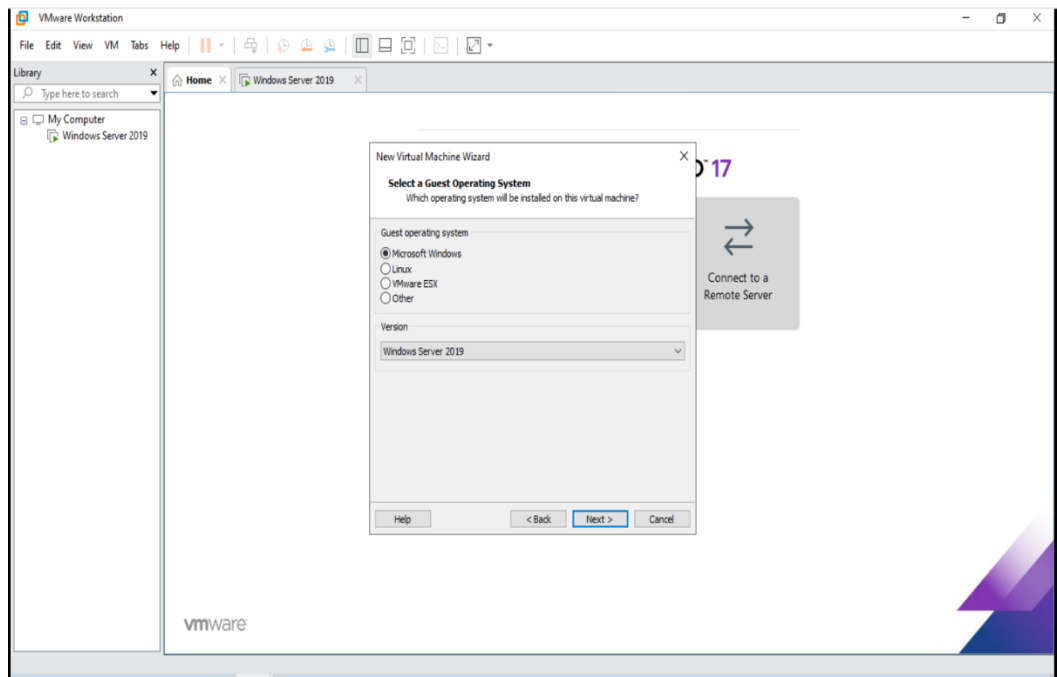 VMware Workstation
File Edit View VM Tabs Help
Library
Type here to search
My Computer
Windows Server 2019
Home
Windows Server 2019
17
Connect to a
Remote Server
New Virtual Machine Wizard
Select a Guest Operating System
Which operating system will be installed on this virtual machine?
Guest operating system
Microsoft Windows
Linux
VMware ESX
Other
Version
Windows Server 2019
Help
< Back
Next >
Cancel
vmware